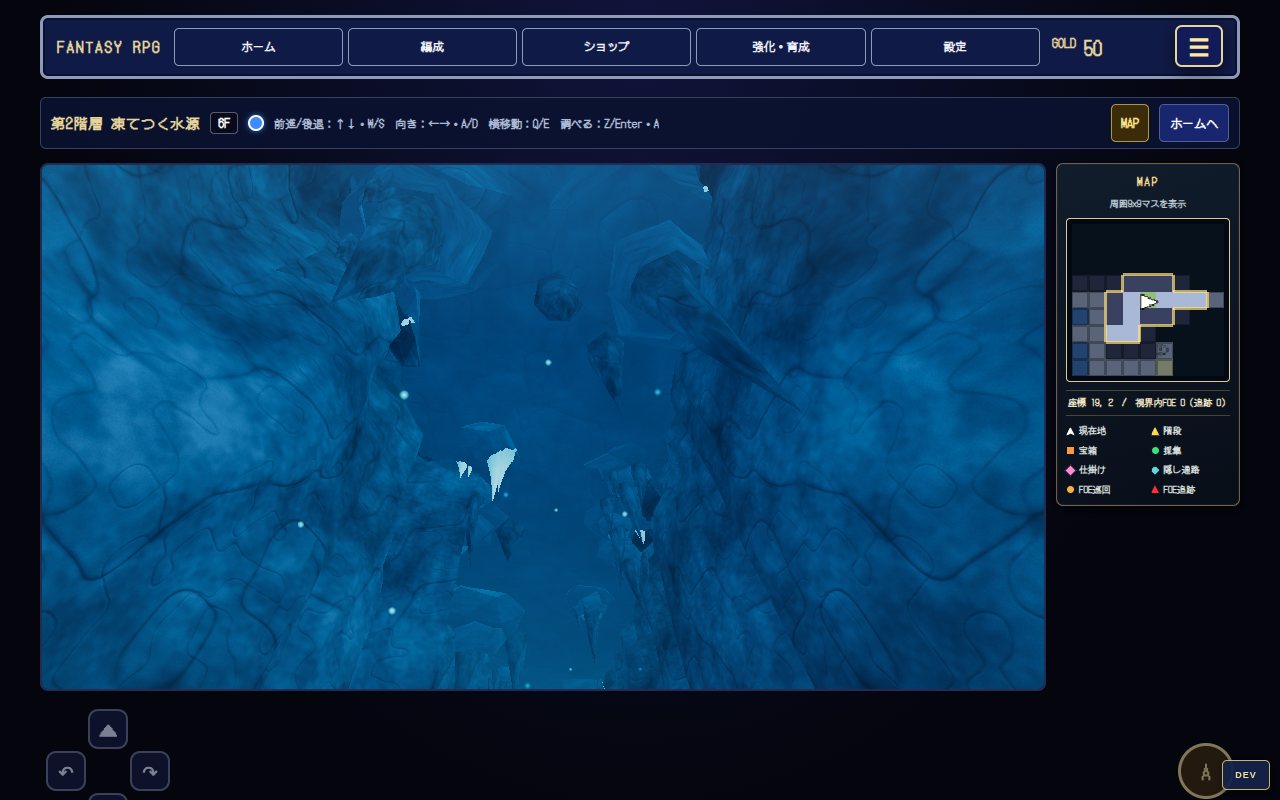 FANTASY RPG
ホーム
編成
ショップ
強化・育成
設定
GOLD 50
第2階層 凍てつく水源
6F
前進/後退：↑↓・W/S 向き：←→・A/D 横移動：Q/E 調べる：Z/Enter・A
MAP
ホームへ
MAP
周囲9x9マスを表示
座標 19, 2 / 視界内FOE 0 (追跡 0)
現在地
階段
宝箱
採集
仕掛け
隠し通路
FOE巡回
FOE追跡
A
DEV